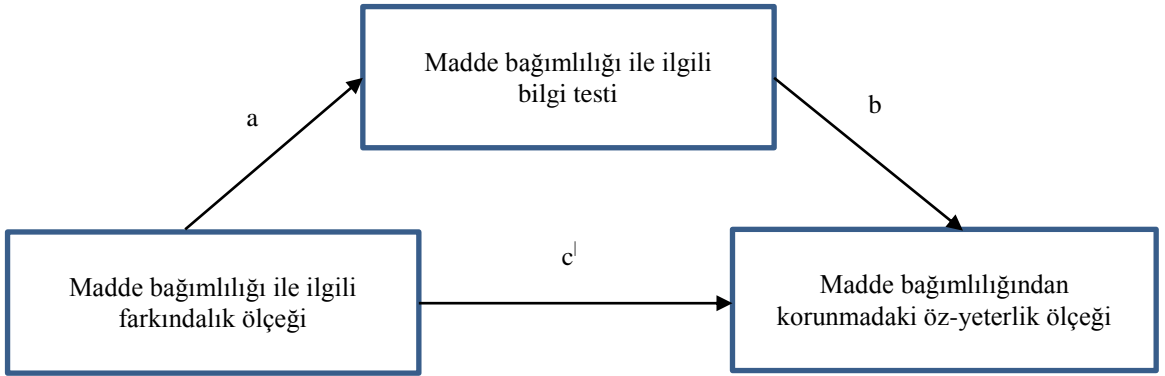 Madde bağımlılığı ile ilgili
bilgi testi
a
b
c|
Madde bağımlılığı ile ilgili
farkındalık ölçeği
Madde bağımlılığından
korunmadaki öz-yeterlik ölçeği